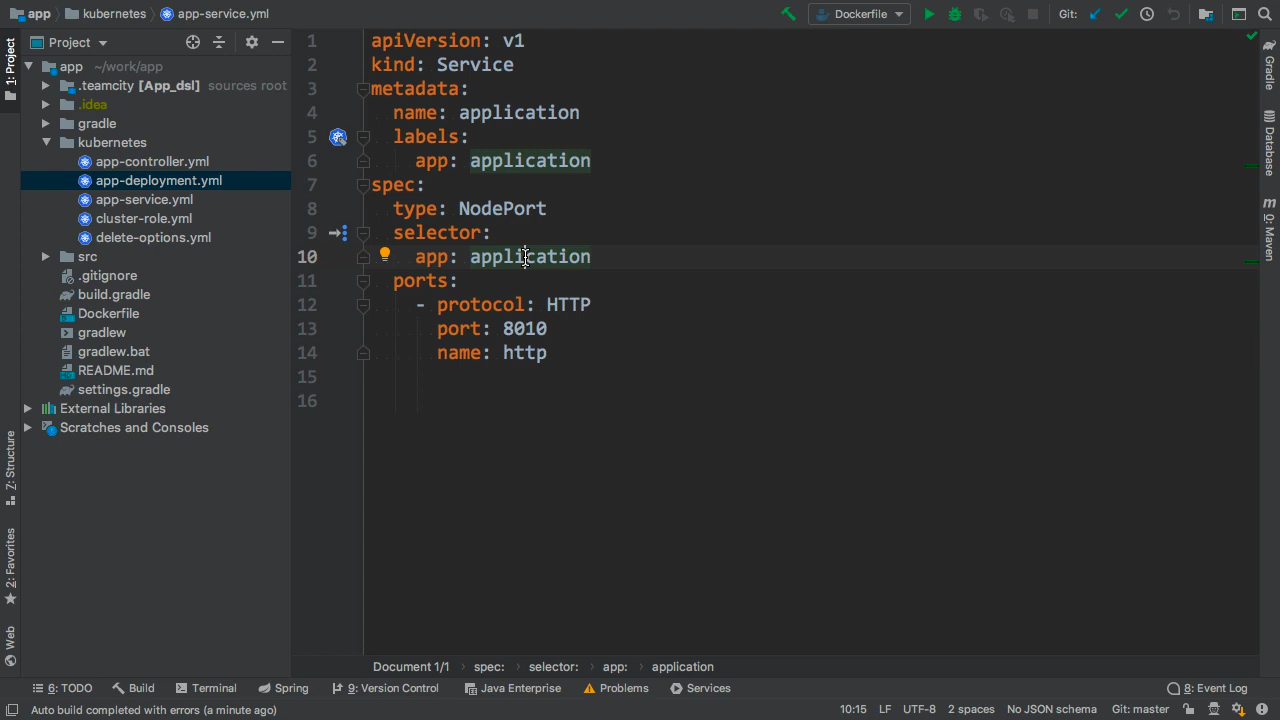 app kubernetes app-service.yml
Dockerfile Git:
1: Project
Project
app ~/work/app
.teamcity [App_dsl] sources root
.idea
gradle
kubernetes
app-controller.yml
app-deployment.yml
app-service.yml
cluster-role.yml
delete-options.yml
src
.gitignore
build.gradle
Dockerfile
gradlew
gradlew.bat
README.md
settings.gradle
External Libraries
Scratches and Consoles
7: Structure
2: Favorites
Web
1 apiVersion: v1
2 kind: Service
3 metadata:
4 name: application
5 labels:
6 app: application
7 spec:
8 type: NodePort
9 selector:
10 app: application
11 ports:
12 - protocol: HTTP
13 port: 8010
14 name: http
15
16
Gradle
Database
m 0: Maven
Document 1/1 spec: selector: app: application
6: TODO Build Terminal Spring 9: Version Control Java Enterprise Problems Services 8: Event Log
Auto build completed with errors (a minute ago) 10:15 LF UTF-8 2 spaces No JSON schema Git: master